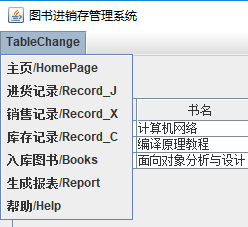 图书进销存管理系统
TableChange
主页/HomePage
进货记录/Record_J
销售记录/Record_X
库存记录/Record_C
入库图书/Books
生成报表/Report
帮助/Help
书名
计算机网络
编译原理教程
面向对象分析与设计